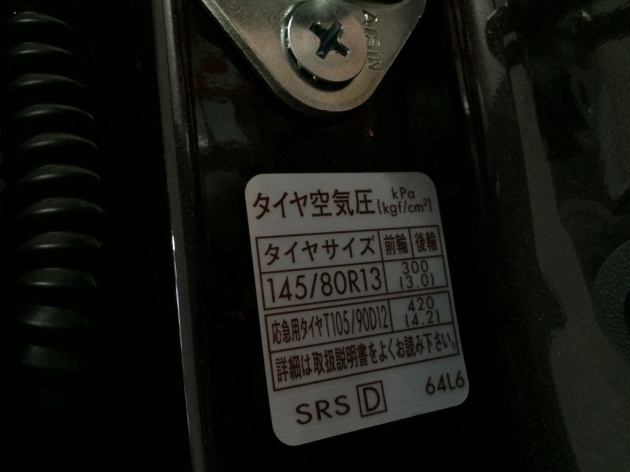 AISIN
タイヤ空気圧 kPa (kgf/cm²)
タイヤサイズ 前輪 後輪
145/80R13 300 (3.0)
応急用タイヤT105/90D12 420 (4.2)
詳細は取扱説明書をよくお読み下さい。
SRS D 64L6